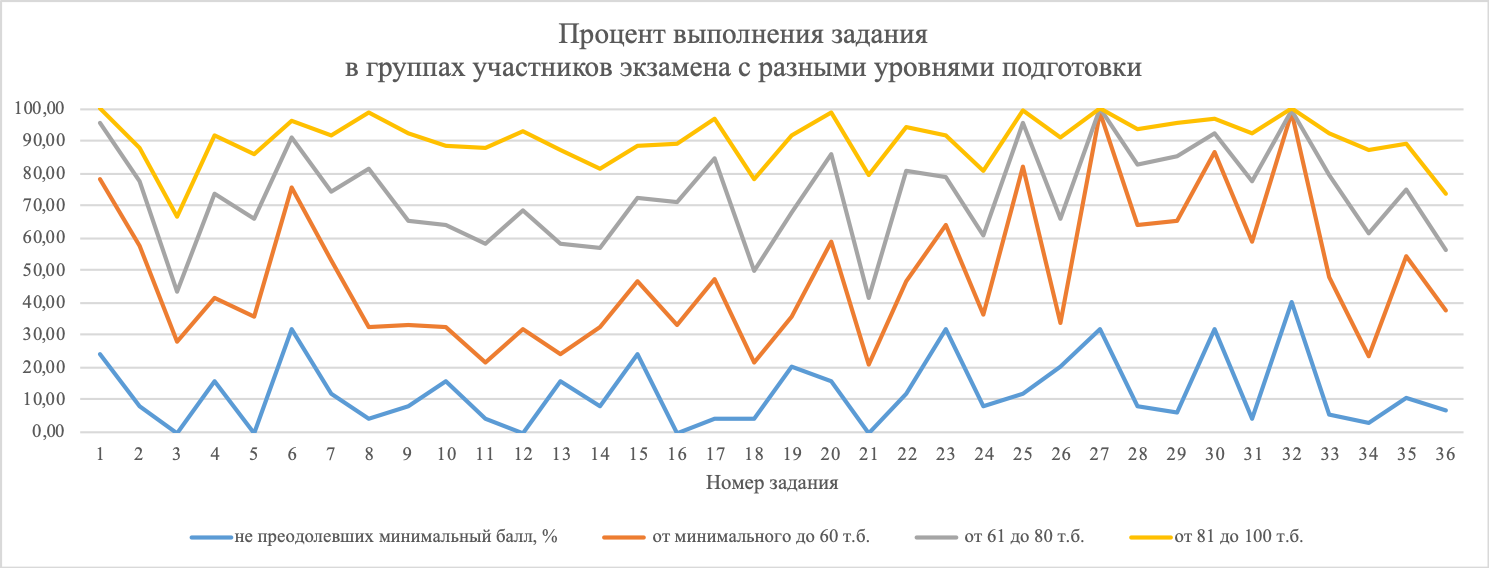 Процент выполнения задания
в группах участников экзамена с разными уровнями подготовки
100,00
90,00
80,00
70,00
60,00
50,00
40,00
30,00
20,00
10,00
0,00
1 2 3 4 5 6 7 8 9 10 11 12 13 14 15 16 17 18 19 20 21 22 23 24 25 26 27 28 29 30 31 32 33 34 35 36
Номер задания
не преодолевших минимальный балл, % от минимального до 60 т.б. от 61 до 80 т.б. от 81 до 100 т.б.